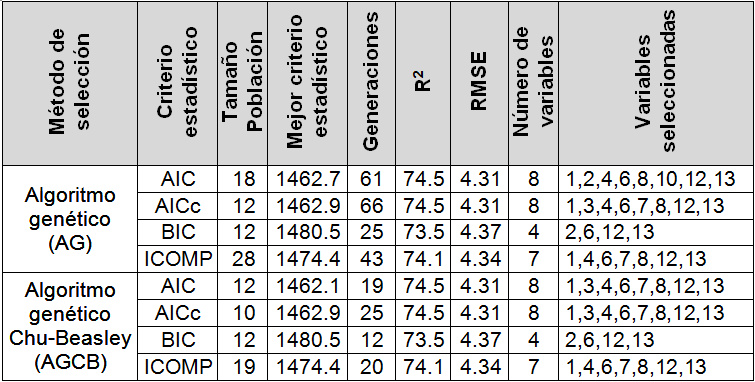 Método de selección
Criterio estadístico
Tamaño Población
Mejor criterio estadístico
Generaciones
R²
RMSE
Número de variables
Variables seleccionadas
Algoritmo genético (AG)
AIC 18 1462.7 61 74.5 4.31 8 1,2,4,6,8,10,12,13
AICc 12 1462.9 66 74.5 4.31 8 1,3,4,6,7,8,12,13
BIC 12 1480.5 25 73.5 4.37 4 2,6,12,13
ICOMP 28 1474.4 43 74.1 4.34 7 1,4,6,7,8,12,13
Algoritmo genético Chu-Beasley (AGCB)
AIC 12 1462.1 19 74.5 4.31 8 1,3,4,6,7,8,12,13
AICc 10 1462.9 25 74.5 4.31 8 1,3,4,6,7,8,12,13
BIC 12 1480.5 12 73.5 4.37 4 2,6,12,13
ICOMP 19 1474.4 20 74.1 4.34 7 1,4,6,7,8,12,13